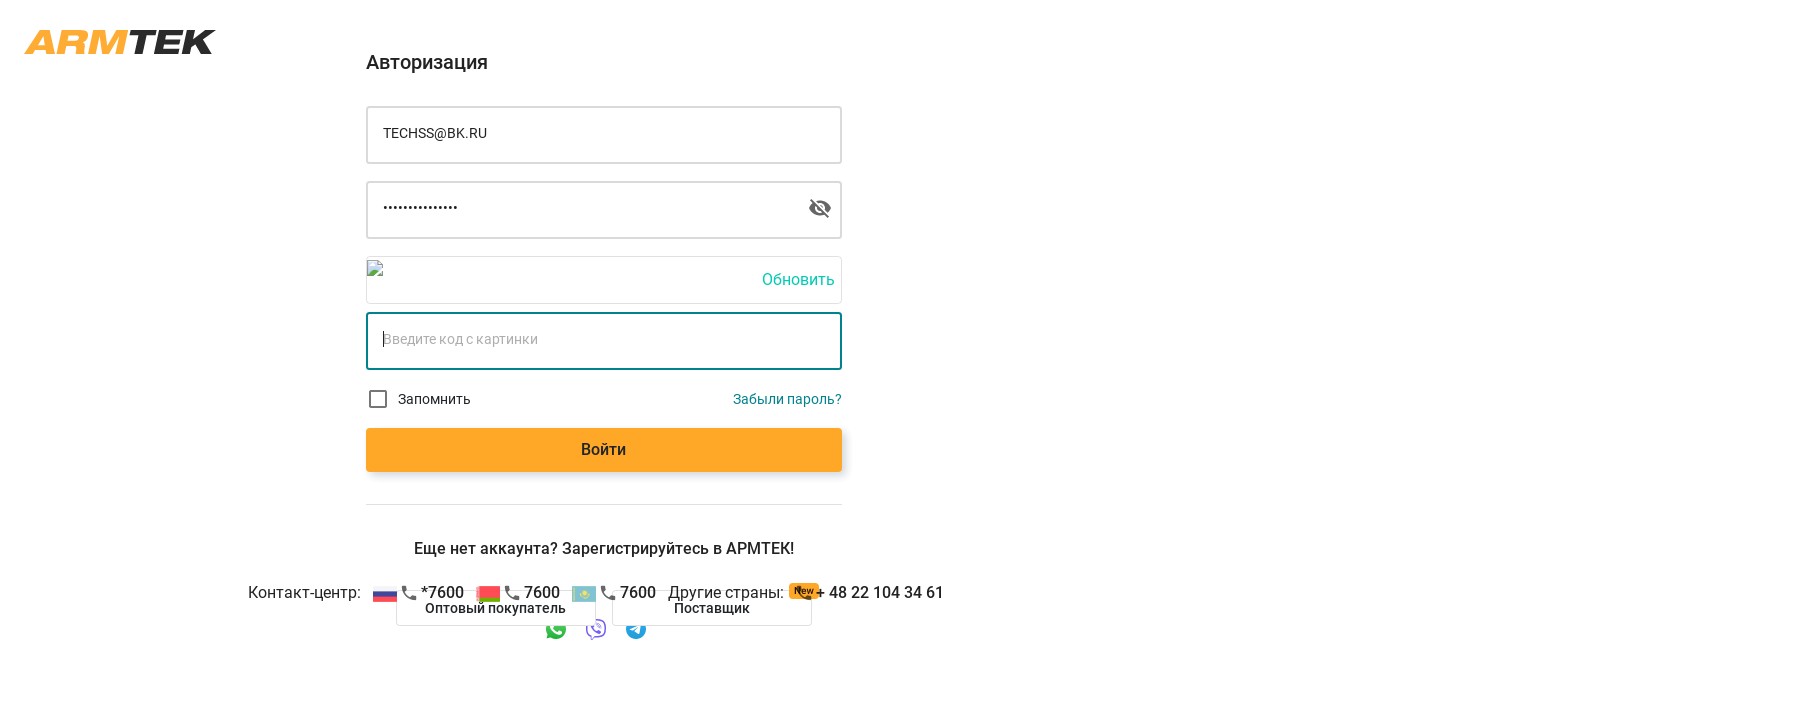 ARMTEK
Авторизация
TECHSS@BK.RU
•••••••••••••••
Обновить
Введите код с картинки
Запомнить
Забыли пароль?
Войти
Еще нет аккаунта? Зарегистрируйтесь в АРМТЕК!
Контакт-центр: *7600 7600 7600 Другие страны: New + 48 22 104 34 61
Оптовый покупатель Поставщик